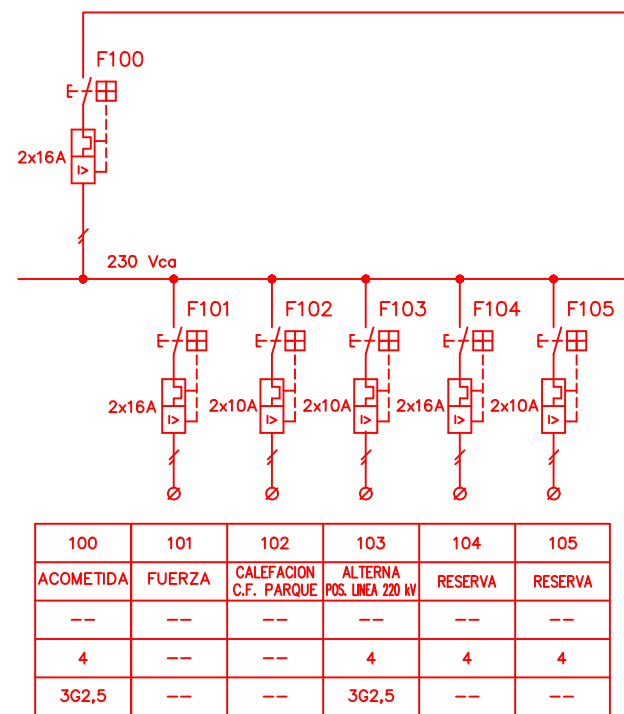 F100
2x16A
I>
230 Vca
F101 F102 F103 F104 F105
2x16A 2x10A 2x10A 2x16A 2x10A
I> I> I> I> I>
100 101 102 103 104 105
ACOMETIDA FUERZA CALEFACION C.F. PARQUE ALTERNA POS. LINEA 220 kV RESERVA RESERVA
-- -- -- -- -- --
4 -- -- 4 4 4
3G2,5 -- -- 3G2,5 -- --